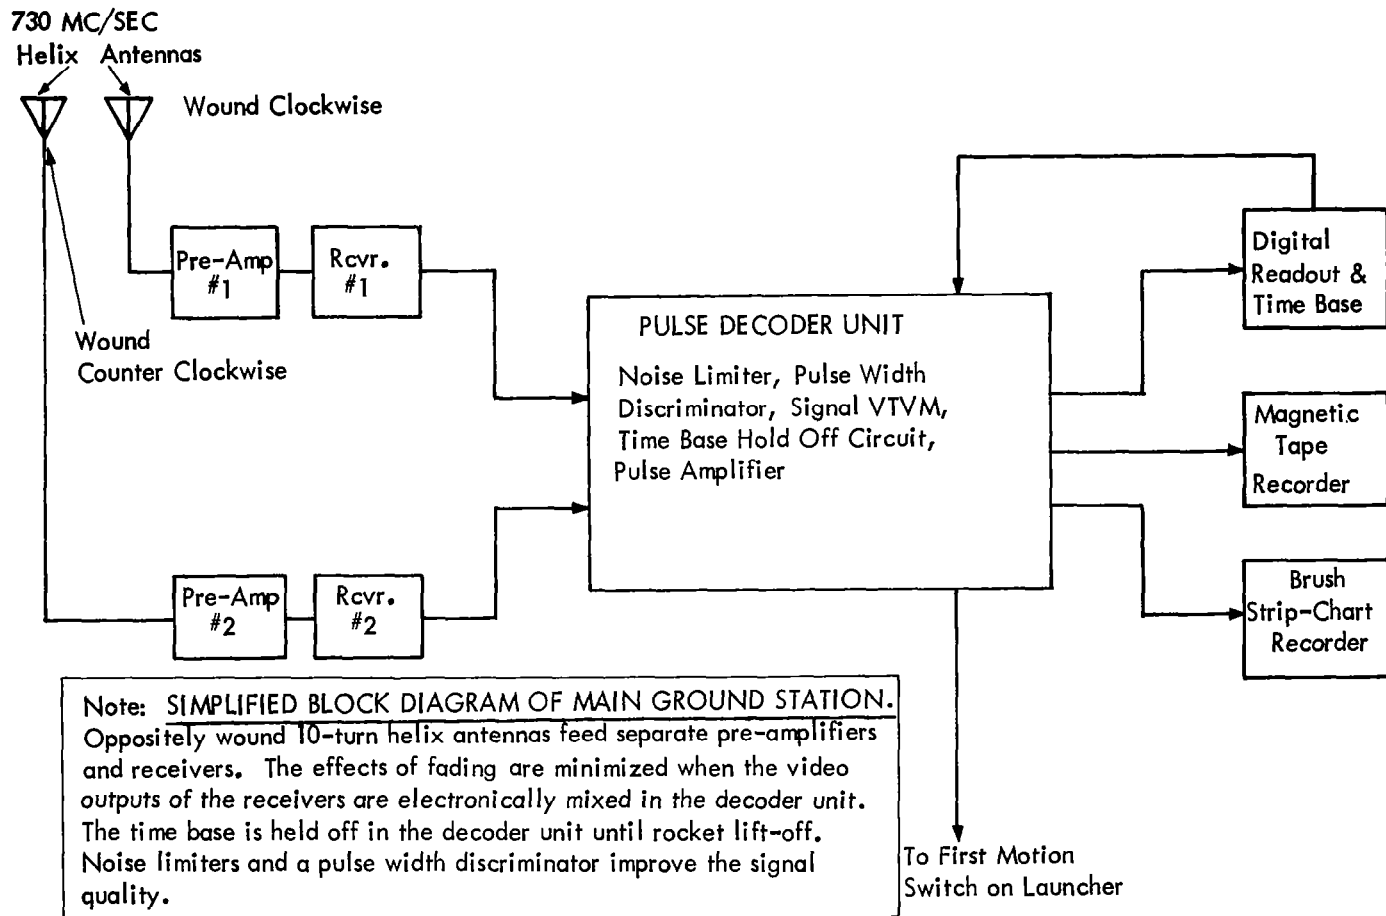 730 MC/SEC
Helix Antennas
Wound Clockwise
Wound
Counter Clockwise
Pre-Amp
#1
Rcvr.
#1
Pre-Amp
#2
Rcvr.
#2
PULSE DECODER UNIT
Noise Limiter, Pulse Width
Discriminator, Signal VTVM,
Time Base Hold Off Circuit,
Pulse Amplifier
Digital
Readout &
Time Base
Magnetic
Tape
Recorder
Brush
Strip-Chart
Recorder
To First Motion
Switch on Launcher
Note: SIMPLIFIED BLOCK DIAGRAM OF MAIN GROUND STATION.
Oppositely wound 10-turn helix antennas feed separate pre-amplifiers
and receivers. The effects of fading are minimized when the video
outputs of the receivers are electronically mixed in the decoder unit.
The time base is held off in the decoder unit until rocket lift-off.
Noise limiters and a pulse width discriminator improve the signal
quality.